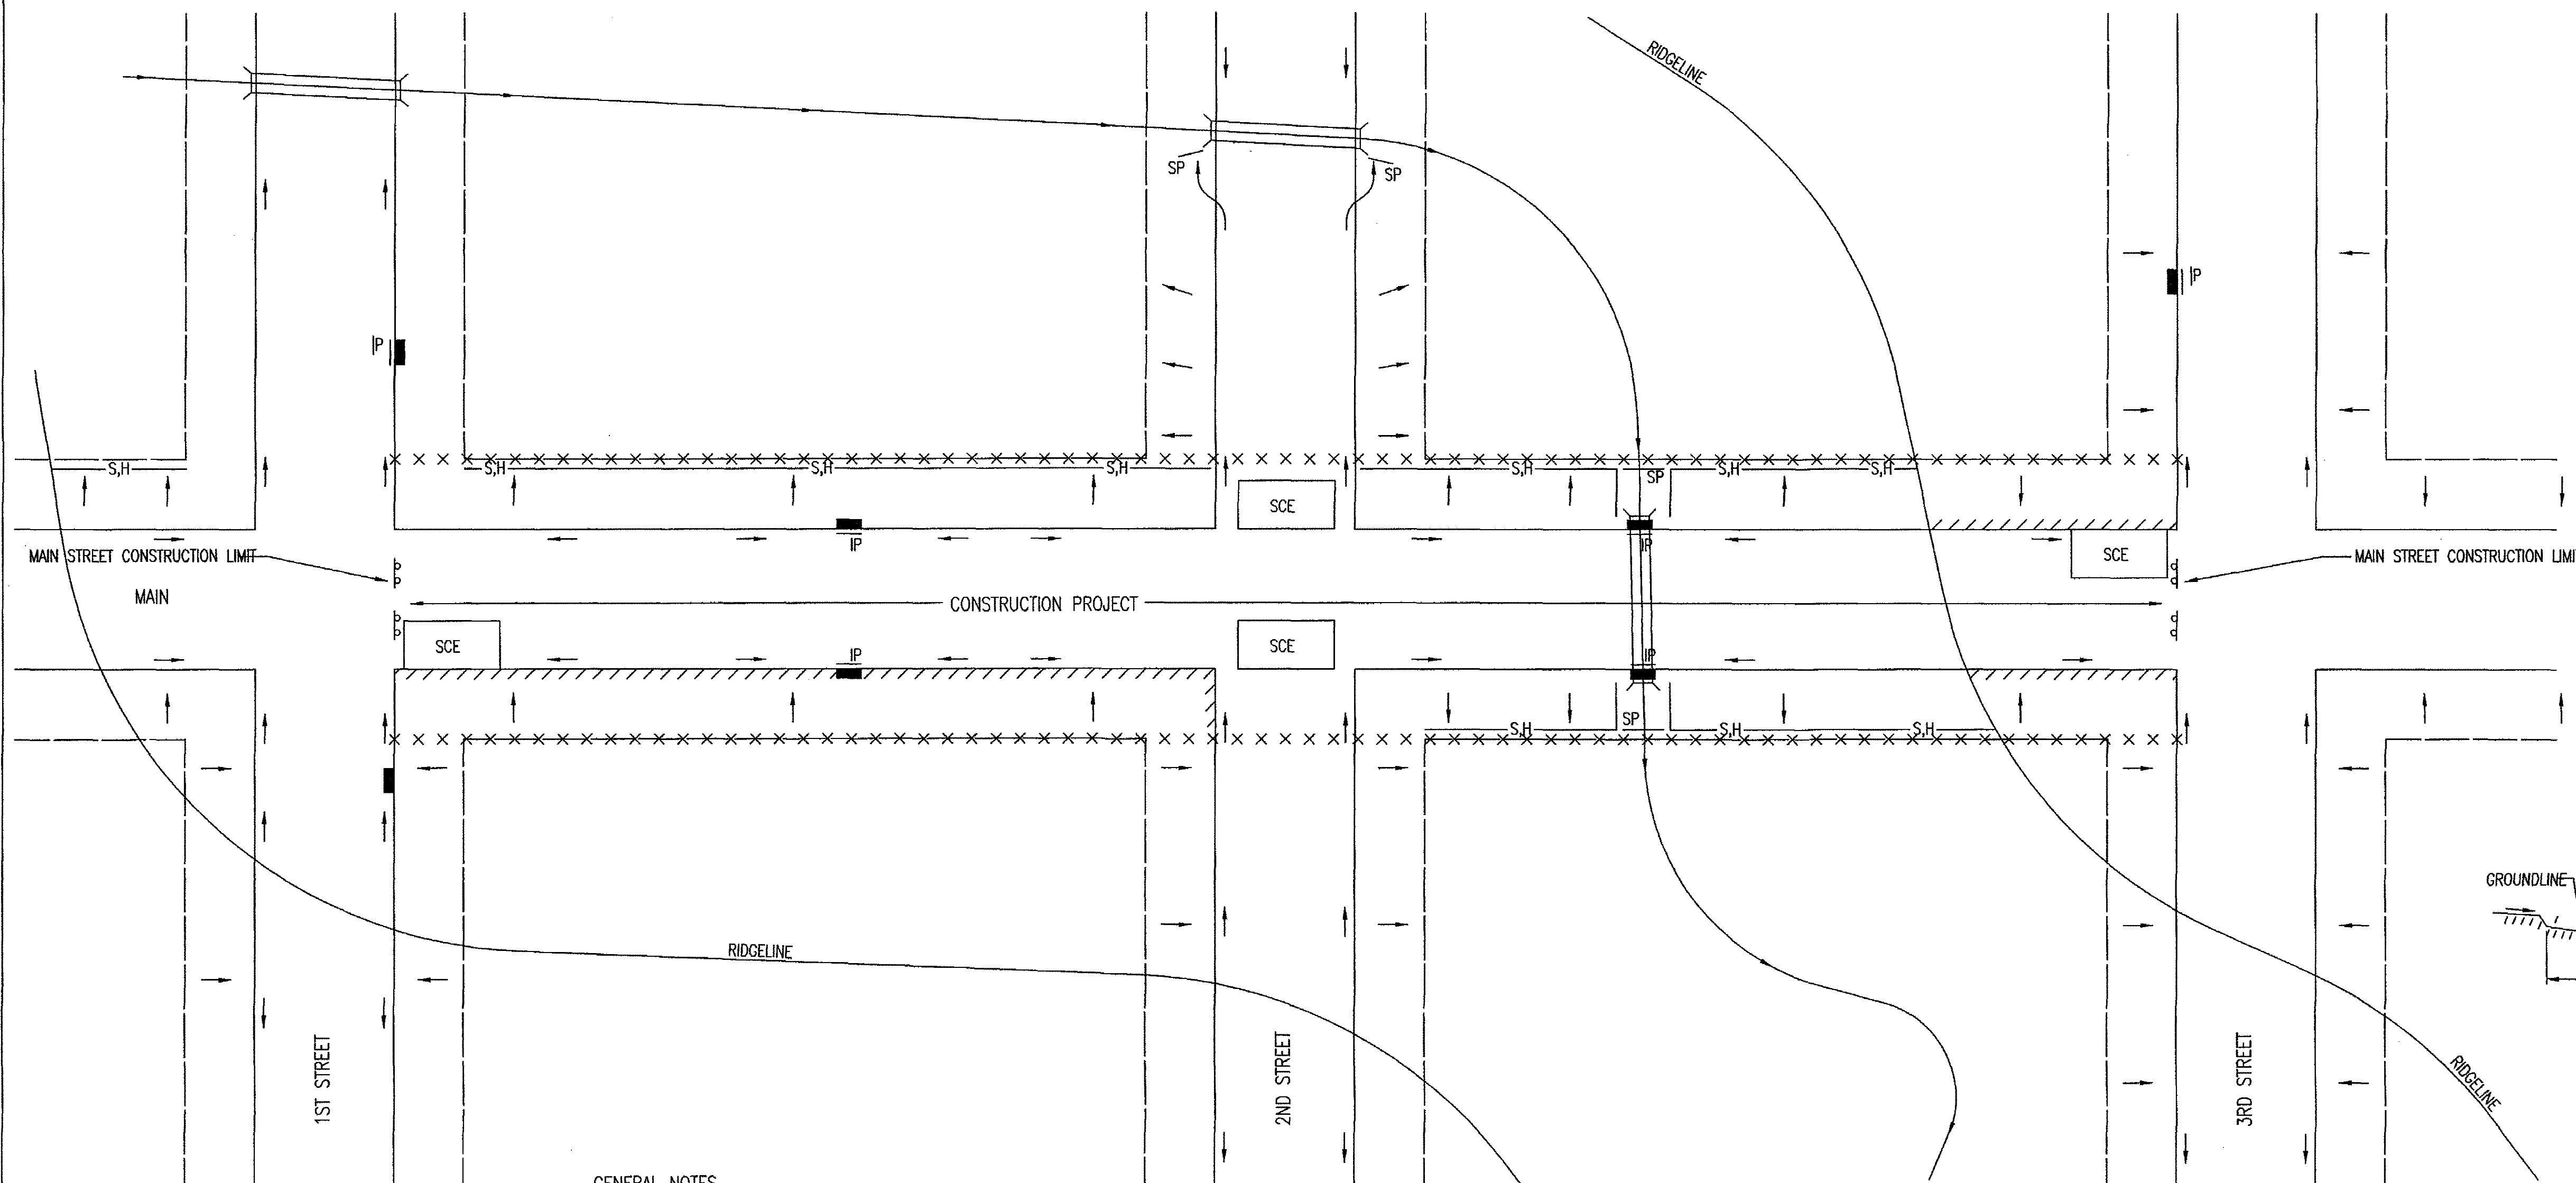 RIDGELINE
SP
SP
IP
IP
S,H
S,H
S,H
S,H
S,H
SP
S,H
S,H
SCE
MAIN STREET CONSTRUCTION LIMIT
IP
IP
SCE
MAIN STREET CONSTRUCTION LIMI
MAIN
CONSTRUCTION PROJECT
SCE
SCE
IP
IP
S,H
SP
S,H
S,H
GROUNDLINE
RIDGELINE
1ST STREET
2ND STREET
3RD STREET
RIDGELINE
GENERAL NOTES